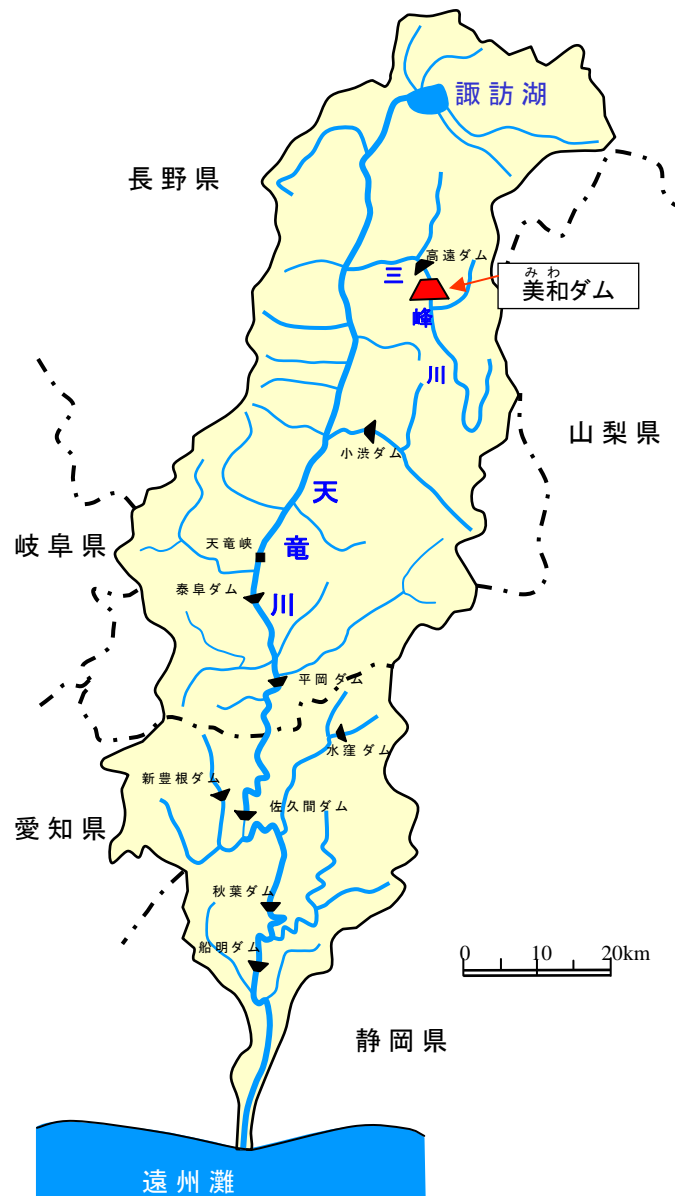 諏訪湖
長野県
高遠ダム
みわ
美和ダム
三
峰
川
山梨県
小渋ダム
天
竜
川
岐阜県
天竜峡
泰阜ダム
平岡ダム
水窪ダム
新豊根ダム
佐久間ダム
愛知県
秋葉ダム
船明ダム
0 10 20km
静岡県
遠州灘